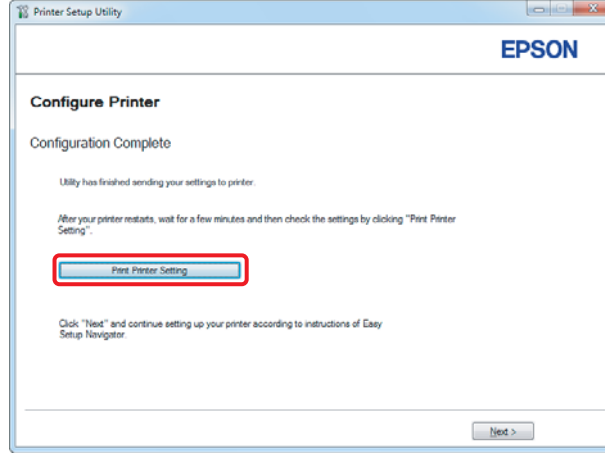 Printer Setup Utility
EPSON
Configure Printer
Configuration Complete
Utility has finished sending your settings to printer.
After your printer restarts, wait for a few minutes and then check the settings by clicking "Print Printer
Setting".
Print Printer Setting
Click "Next" and continue setting up your printer according to instructions of Easy
Setup Navigator.
Next >